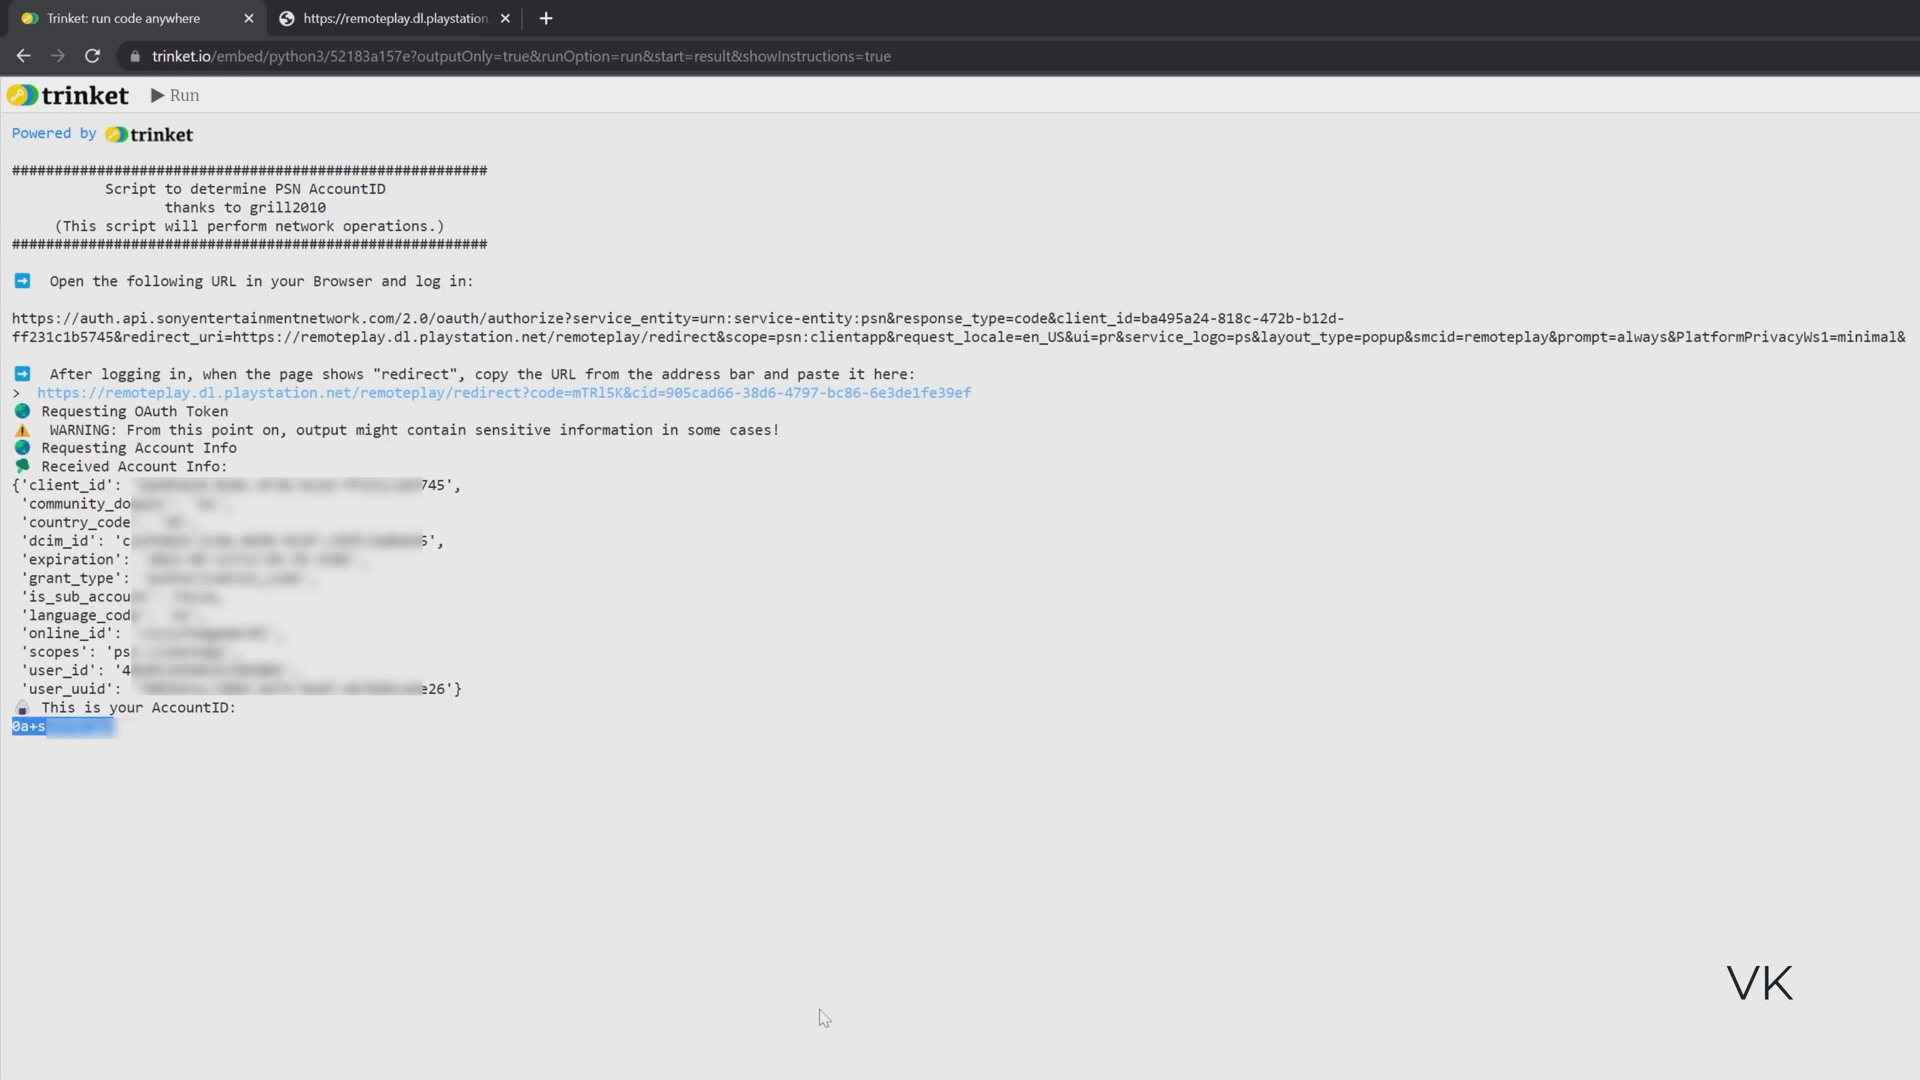 Trinket: run code anywhere
https://remoteplay.dl.playstation
trinket.io/embed/python3/52183a157e?outputOnly=true&runOption=run&start=result&showInstructions=true
trinket Run
Powered by trinket
########################################################
Script to determine PSN AccountID
thanks to grill2010
(This script will perform network operations.)
########################################################
Open the following URL in your Browser and log in:
https://auth.api.sonyentertainmentnetwork.com/2.0/oauth/authorize?service_entity=urn:service-entity:psn&response_type=code&client_id=ba495a24-818c-472b-b12d-
ff231c1b5745&redirect_uri=https://remoteplay.dl.playstation.net/remoteplay/redirect&scope=psn:clientapp&request_locale=en_US&ui=pr&service_logo=ps&layout_type=popup&smcid=remoteplay&prompt=always&PlatformPrivacyWs1=minimal&
After logging in, when the page shows "redirect", copy the URL from the address bar and paste it here:
> https://remoteplay.dl.playstation.net/remoteplay/redirect?code=mTRl5K&cid=905cad66-38d6-4797-bc86-6e3de1fe39ef
Requesting OAuth Token
WARNING: From this point on, output might contain sensitive information in some cases!
Requesting Account Info
Received Account Info:
{'client_id': 745',
'community_do
'country_code
'dcim_id': 'c 5',
'expiration':
'grant_type':
'is_sub_accou
'language_cod
'online_id':
'scopes': 'ps
'user_id': '4
'user_uuid': e26'}
This is your AccountID:
0a+s
VK